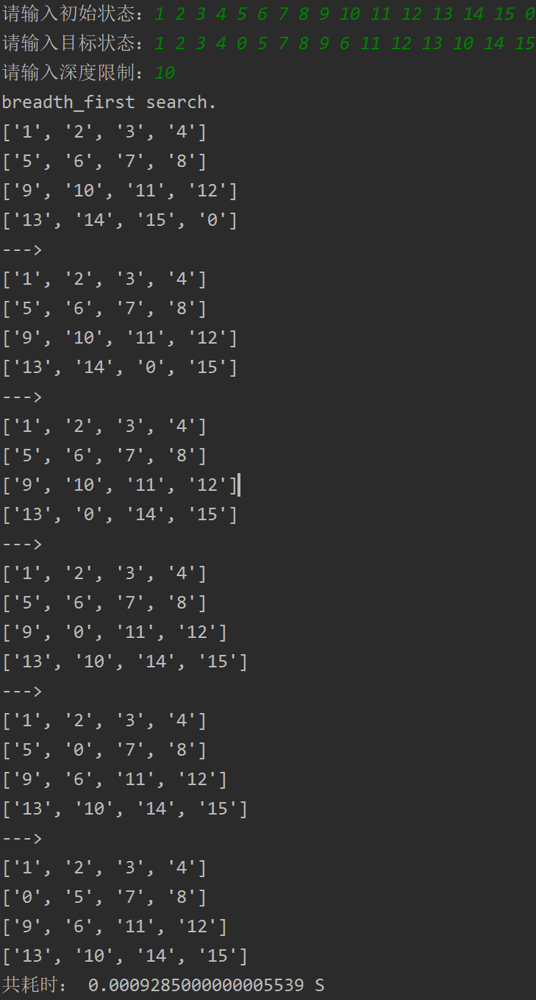 请输入初始状态：1 2 3 4 5 6 7 8 9 10 11 12 13 14 15 0
请输入目标状态：1 2 3 4 0 5 7 8 9 6 11 12 13 10 14 15
请输入深度限制：10
breadth_first search.
['1', '2', '3', '4']
['5', '6', '7', '8']
['9', '10', '11', '12']
['13', '14', '15', '0']
--->
['1', '2', '3', '4']
['5', '6', '7', '8']
['9', '10', '11', '12']
['13', '14', '0', '15']
--->
['1', '2', '3', '4']
['5', '6', '7', '8']
['9', '10', '11', '12']
['13', '0', '14', '15']
--->
['1', '2', '3', '4']
['5', '6', '7', '8']
['9', '0', '11', '12']
['13', '10', '14', '15']
--->
['1', '2', '3', '4']
['5', '0', '7', '8']
['9', '6', '11', '12']
['13', '10', '14', '15']
--->
['1', '2', '3', '4']
['0', '5', '7', '8']
['9', '6', '11', '12']
['13', '10', '14', '15']
共耗时： 0.0009285000000005539 S